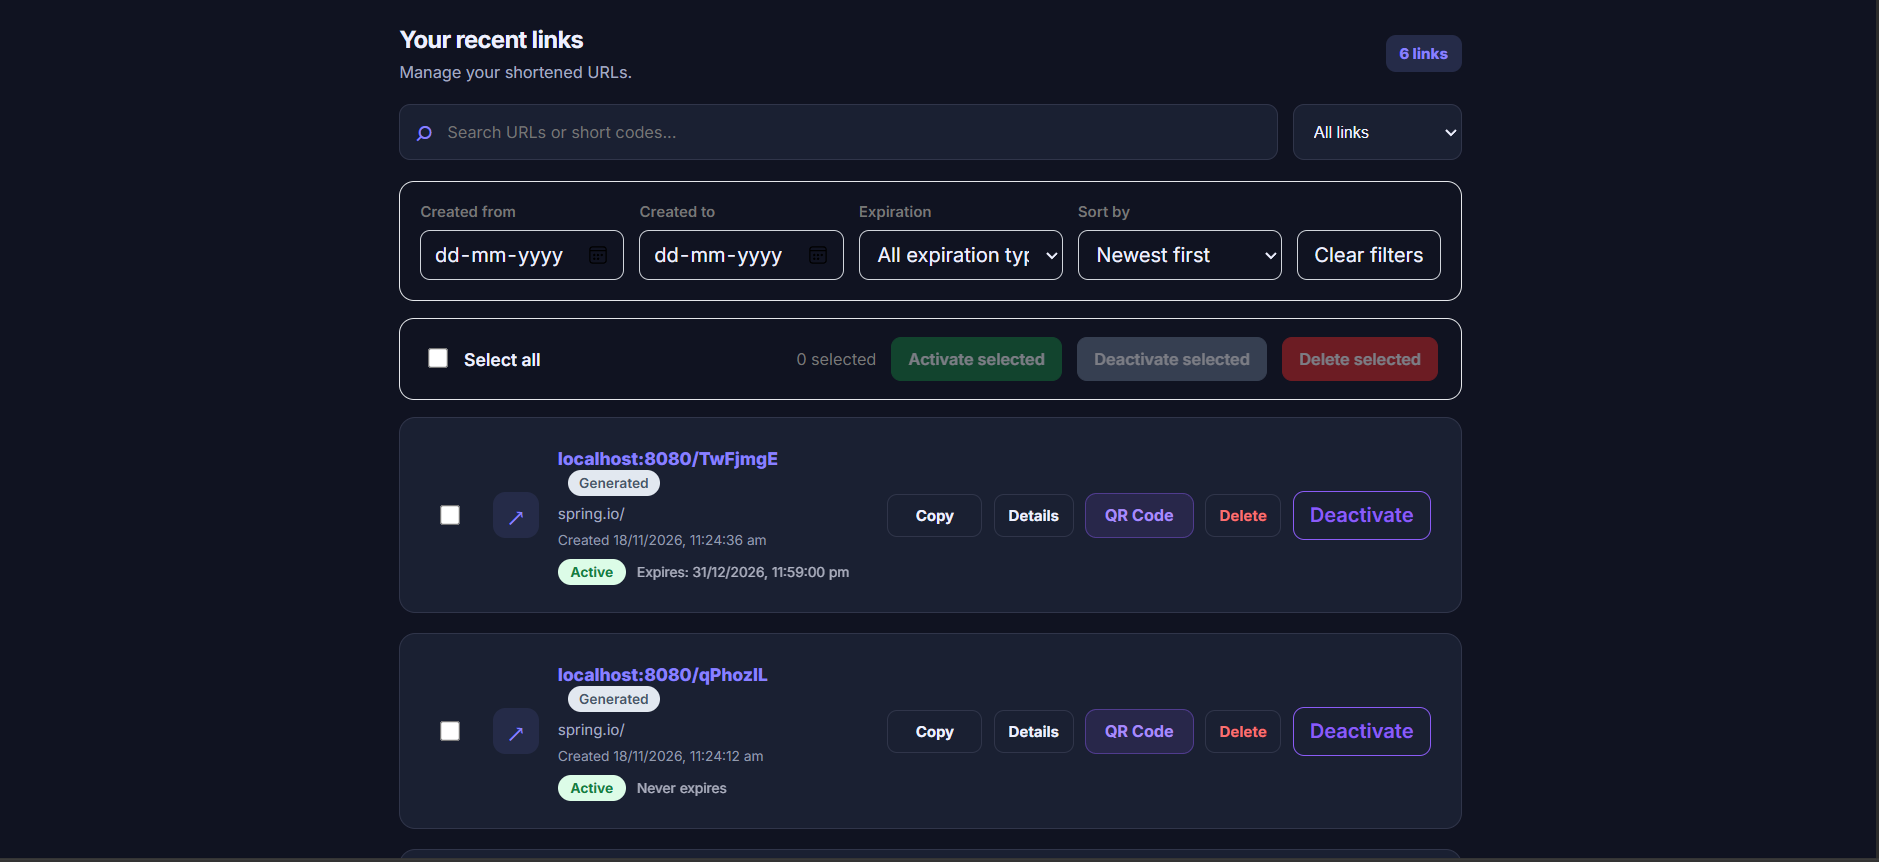 Your recent links
6 links
Manage your shortened URLs.
Search URLs or short codes...
All links
Created from
Created to
Expiration
Sort by
dd-mm-yyyy
dd-mm-yyyy
All expiration typ
Newest first
Clear filters
Select all
0 selected
Activate selected
Deactivate selected
Delete selected
localhost:8080/TwFjmgE
Generated
spring.io/
Created 18/11/2026, 11:24:36 am
Active
Expires: 31/12/2026, 11:59:00 pm
Copy
Details
QR Code
Delete
Deactivate
localhost:8080/qPhozIL
Generated
spring.io/
Created 18/11/2026, 11:24:12 am
Active
Never expires
Copy
Details
QR Code
Delete
Deactivate